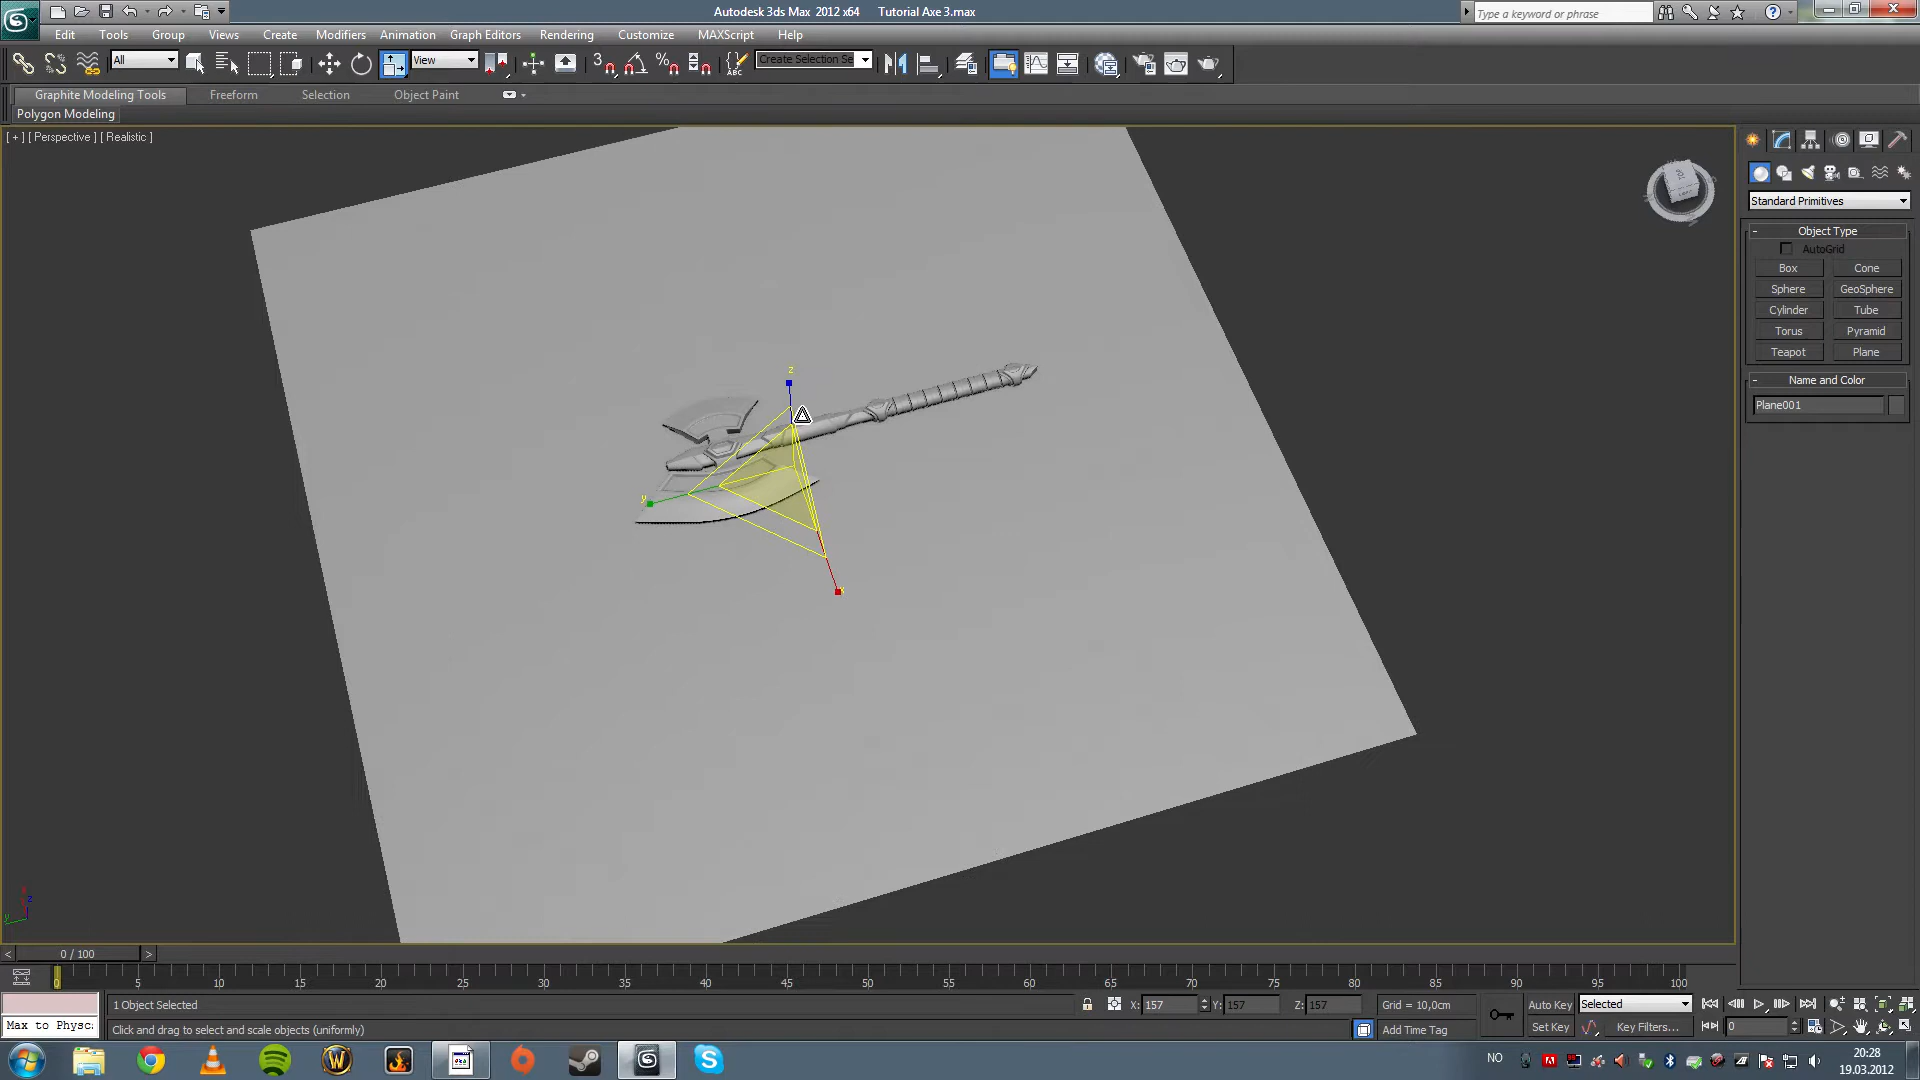 Autodesk 3ds Max 2012 x64 Tutorial Axe 3.max
Type a keyword or phrase
Edit Tools Group Views Create Modifiers Animation Graph Editors Rendering Customize MAXScript Help
All
View
3
Create Selection Se
Graphite Modeling Tools Freeform Selection Object Paint
Polygon Modeling
[ + ] [ Perspective ] [ Realistic ]
Standard Primitives
Object Type
AutoGrid
Box Cone
Sphere GeoSphere
Cylinder Tube
Torus Pyramid
Teapot Plane
Name and Color
Plane001
z
y
x
z
y
< 0 / 100 >
0 5 10 15 20 25 30 35 40 45 50 55 60 65 70 75 80 85 90 95 100
1 Object Selected X: 157 Y: 157 Z: 157 Grid = 10,0cm Auto Key Selected
Max to Physc: Click and drag to select and scale objects (uniformly) Add Time Tag Set Key Key Filters... 0
NO
20:28
19.03.2012